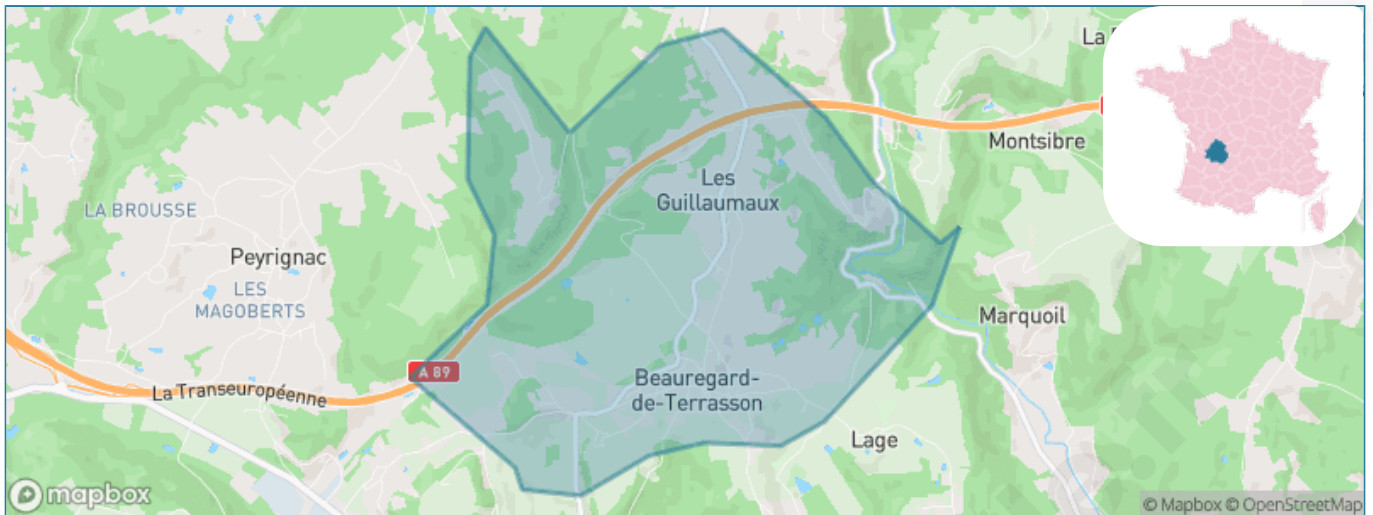 La
Montsibre
Les
Guillaumaux
LA BROUSSE
Peyrignac
LES
MAGOBERTS
Marquoil
A 89
La Transeuropéenne
Beauregard-
de-Terrasson
Lage
mapbox
© Mapbox © OpenStreetMap